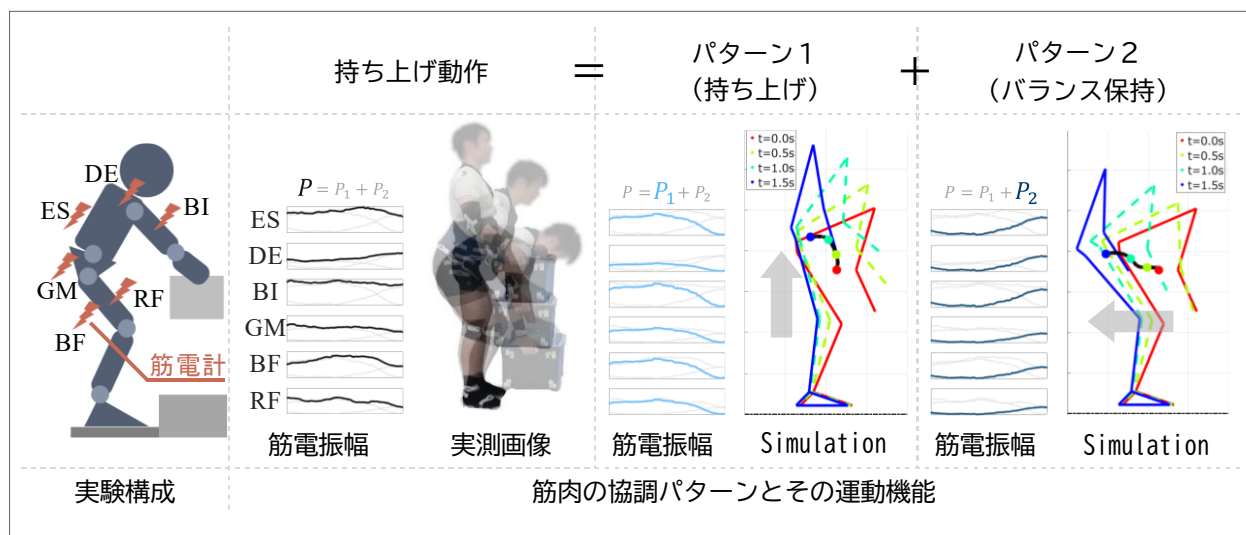 持ち上げ動作
=
パターン1
(持ち上げ)
+
パターン2
(バランス保持)
DE
ES
BI
GM
RF
BF
筋電計
P = P₁ + P₂
ES
DE
BI
GM
BF
RF
P = P₁ + P₂
t=0.0s
t=0.5s
t=1.0s
t=1.5s
P = P₁ + P₂
t=0.0s
t=0.5s
t=1.0s
t=1.5s
筋電振幅
実測画像
筋電振幅
Simulation
筋電振幅
Simulation
実験構成
筋肉の協調パターンとその運動機能